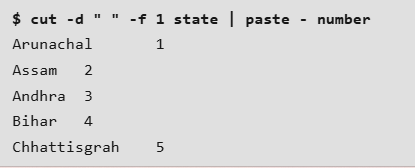 $ cut -d " " -f 1 state | paste - number
Arunachal       1
Assam   2
Andhra  3
Bihar   4
Chhattisgrah    5